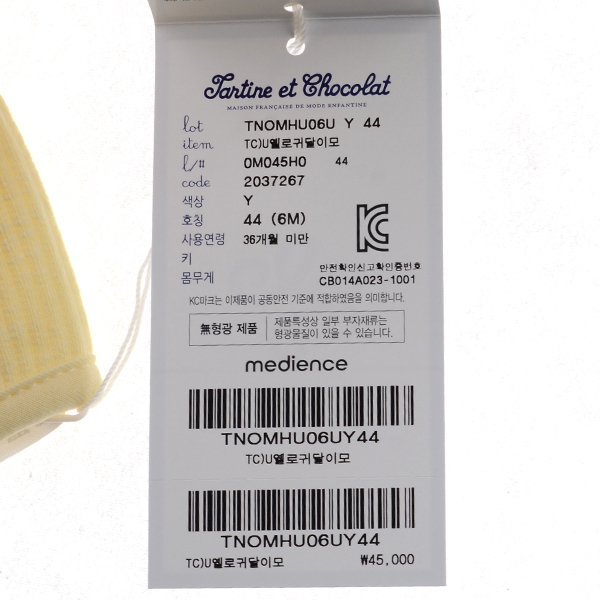 Tartine et Chocolat
MAISON FRANÇAISE DE MODE ENFANTINE
lot TNOMHU06U Y 44
item TC)U옐로귀달이모
l/# 0M045H0 44
code 2037267
색상 Y
호칭 44 (6M)
사용연령 36개월 미만
키
몸무게
안전확인신고확인증번호
CB014A023-1001
KC마크는 이제품이 공통안전 기준에 적합하였음을 의미합니다.
無형광 제품
제품특성상 일부 부자재류는
형광물질이 있을 수 있습니다.
medience
TNOMHU06UY44
TC)U옐로귀달이모
TNOMHU06UY44
TC)U옐로귀달이모 ₩45,000